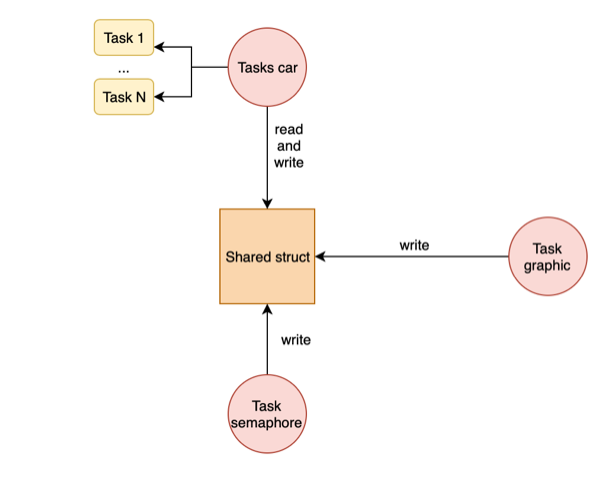 Task 1
...
Task N
Tasks car
read
and
write
Shared struct
write
Task
graphic
write
Task
semaphore